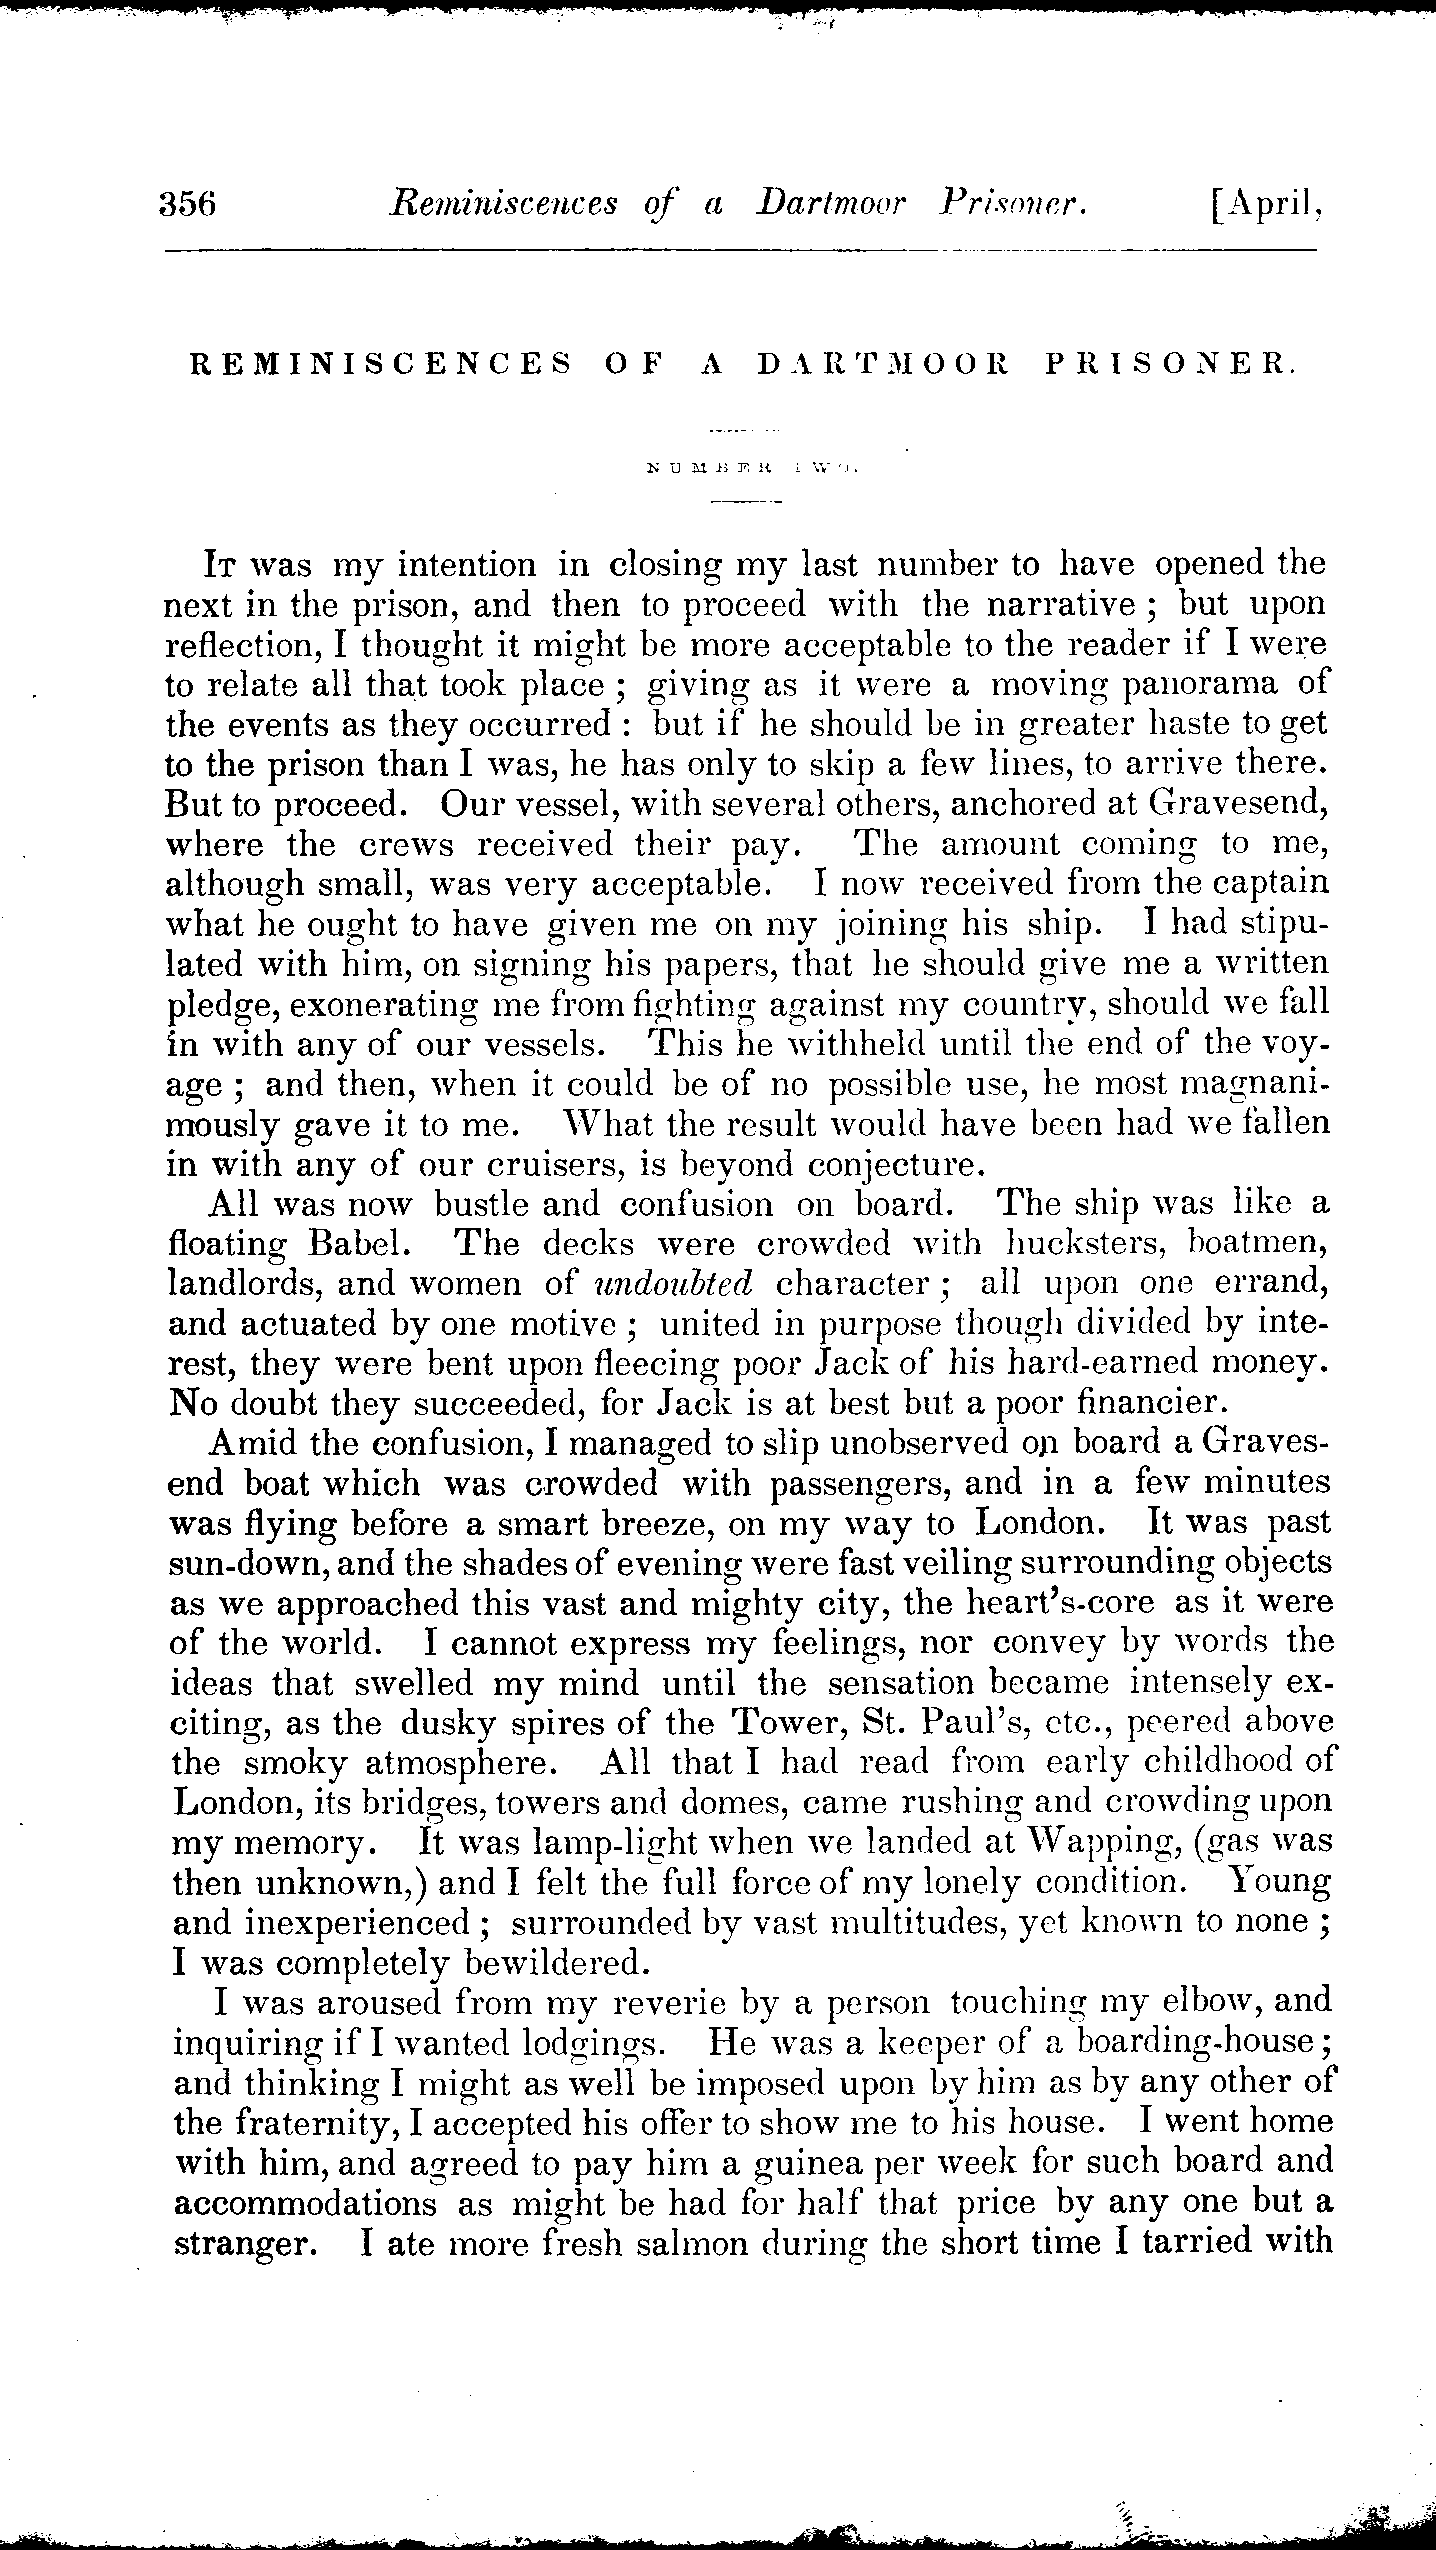 356 Reminiscences of a Dartmoor Prisoner. [April,
REMINISCENCES OF A DARTMOOR PRISONER.
NUMBER TWO.
IT was my intention in closing my last number to have opened the
next in the prison, and then to proceed with the narrative ; but upon
reflection, I thought it might be more acceptable to the reader if I were
to relate all that took place ; giving as it were a moving panorama of
the events as they occurred : but if he should be in greater haste to get
to the prison than I was, he has only to skip a few lines, to arrive there.
But to proceed. Our vessel, with several others, anchored at Gravesend,
where the crews received their pay. The amount coming to me,
although small, was very acceptable. I now received from the captain
what he ought to have given me on my joining his ship. I had stipu-
lated with him, on signing his papers, that he should give me a written
pledge, exonerating me from fighting against my country, should we fall
in with any of our vessels. This he withheld until the end of the voy-
age ; and then, when it could be of no possible use, he most magnani-
mously gave it to me. What the result would have been had we fallen
in with any of our cruisers, is beyond conjecture.
All was now bustle and confusion on board. The ship was like a
floating Babel. The decks were crowded with hucksters, boatmen,
landlords, and women of undoubted character ; all upon one errand,
and actuated by one motive ; united in purpose though divided by inte-
rest, they were bent upon fleecing poor Jack of his hard-earned money.
No doubt they succeeded, for Jack is at best but a poor financier.
Amid the confusion, I managed to slip unobserved on board a Graves-
end boat which was crowded with passengers, and in a few minutes
was flying before a smart breeze, on my way to London. It was past
sun-down, and the shades of evening were fast veiling surrounding objects
as we approached this vast and mighty city, the heart's-core as it were
of the world. I cannot express my feelings, nor convey by words the
ideas that swelled my mind until the sensation became intensely ex-
citing, as the dusky spires of the Tower, St. Paul's, etc., peered above
the smoky atmosphere. All that I had read from early childhood of
London, its bridges, towers and domes, came rushing and crowding upon
my memory. It was lamp-light when we landed at Wapping, (gas was
then unknown,) and I felt the full force of my lonely condition. Young
and inexperienced ; surrounded by vast multitudes, yet known to none ;
I was completely bewildered.
I was aroused from my reverie by a person touching my elbow, and
inquiring if I wanted lodgings. He was a keeper of a boarding-house ;
and thinking I might as well be imposed upon by him as by any other of
the fraternity, I accepted his offer to show me to his house. I went home
with him, and agreed to pay him a guinea per week for such board and
accommodations as might be had for half that price by any one but a
stranger. I ate more fresh salmon during the short time I tarried with